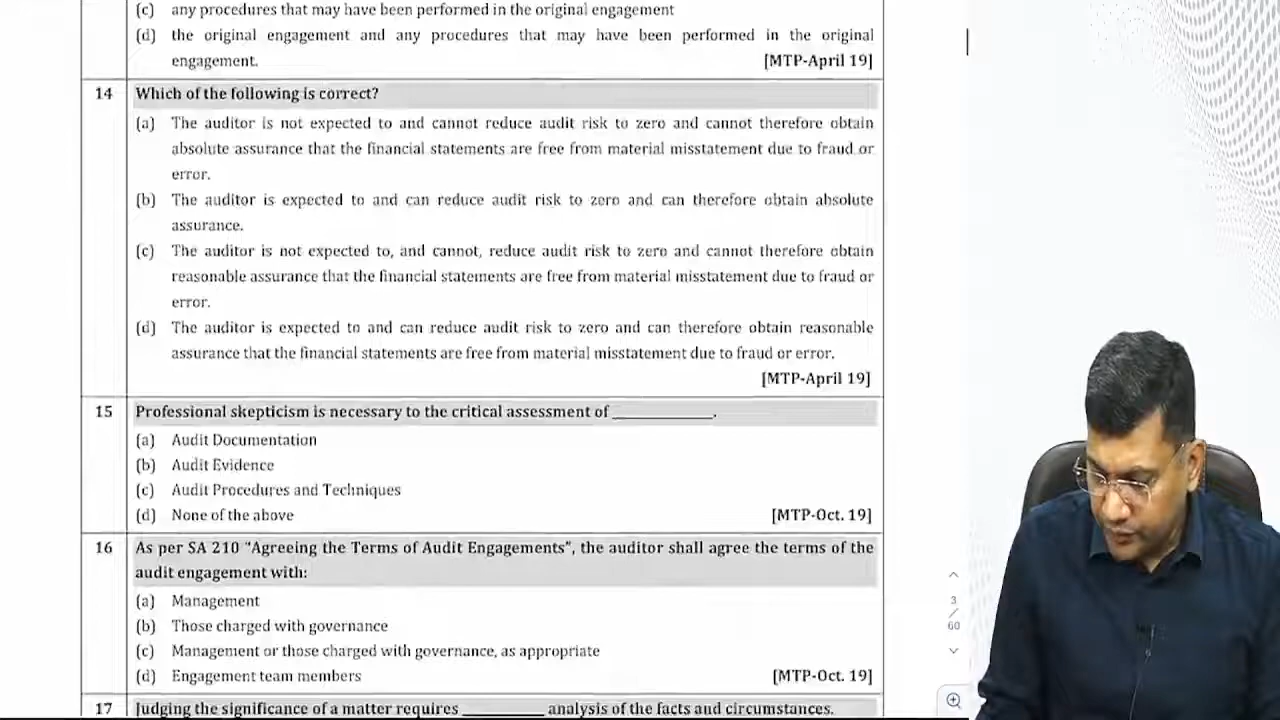 (c) any procedures that may have been performed in the original engagement
(d) the original engagement and any procedures that may have been performed in the original
engagement. [MTP-April 19]
14 Which of the following is correct?
(a) The auditor is not expected to and cannot reduce audit risk to zero and cannot therefore obtain
absolute assurance that the financial statements are free from material misstatement due to fraud or
error.
(b) The auditor is expected to and can reduce audit risk to zero and can therefore obtain absolute
assurance.
(c) The auditor is not expected to, and cannot, reduce audit risk to zero and cannot therefore obtain
reasonable assurance that the financial statements are free from material misstatement due to fraud or
error.
(d) The auditor is expected to and can reduce audit risk to zero and can therefore obtain reasonable
assurance that the financial statements are free from material misstatement due to fraud or error.
[MTP-April 19]
15 Professional skepticism is necessary to the critical assessment of ___________.
(a) Audit Documentation
(b) Audit Evidence
(c) Audit Procedures and Techniques
(d) None of the above [MTP-Oct. 19]
16 As per SA 210 "Agreeing the Terms of Audit Engagements", the auditor shall agree the terms of the
audit engagement with:
(a) Management
(b) Those charged with governance
(c) Management or those charged with governance, as appropriate
(d) Engagement team members [MTP-Oct. 19]
17 Judging the significance of a matter requires _________ analysis of the facts and circumstances.
3
/
60